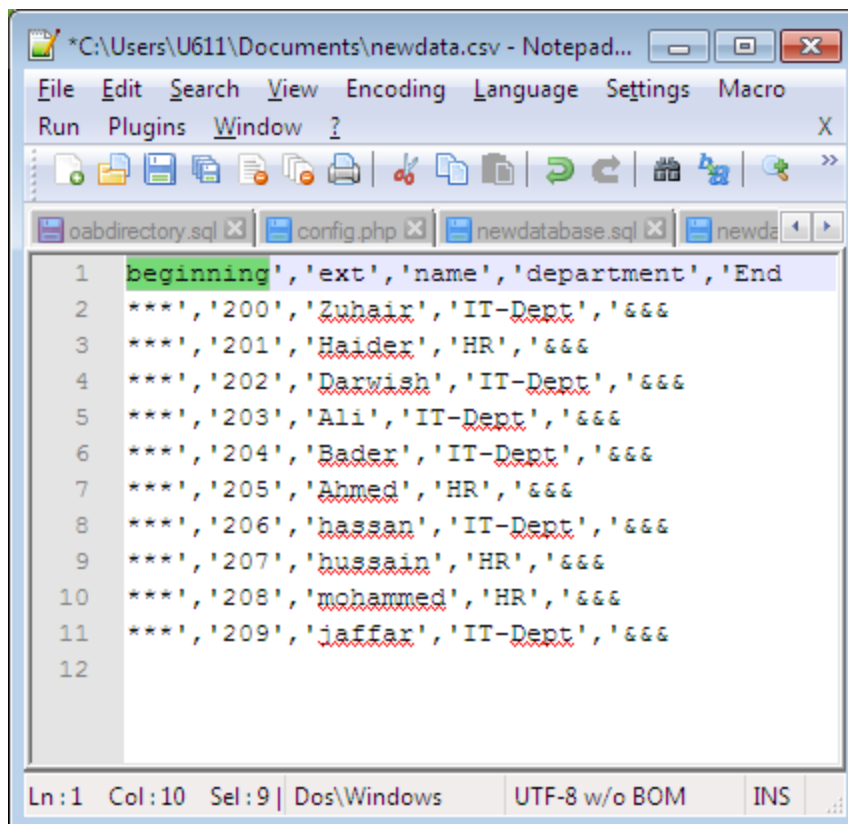 *C:\Users\U611\Documents\newdata.csv - Notepad...
File Edit Search View Encoding Language Settings Macro
Run Plugins Window ? X
oabdirectory.sql config.php newdatabase.sql newda
1 beginning','ext','name','department','End
2 ***','200','Zuhair','IT-Dept','&&&
3 ***','201','Haider','HR','&&&
4 ***','202','Darwish','IT-Dept','&&&
5 ***','203','Ali','IT-Dept','&&&
6 ***','204','Bader','IT-Dept','&&&
7 ***','205','Ahmed','HR','&&&
8 ***','206','hassan','IT-Dept','&&&
9 ***','207','hussain','HR','&&&
10 ***','208','mohammed','HR','&&&
11 ***','209','jaffar','IT-Dept','&&&
12
Ln : 1 Col : 10 Sel : 9 | Dos\Windows UTF-8 w/o BOM INS